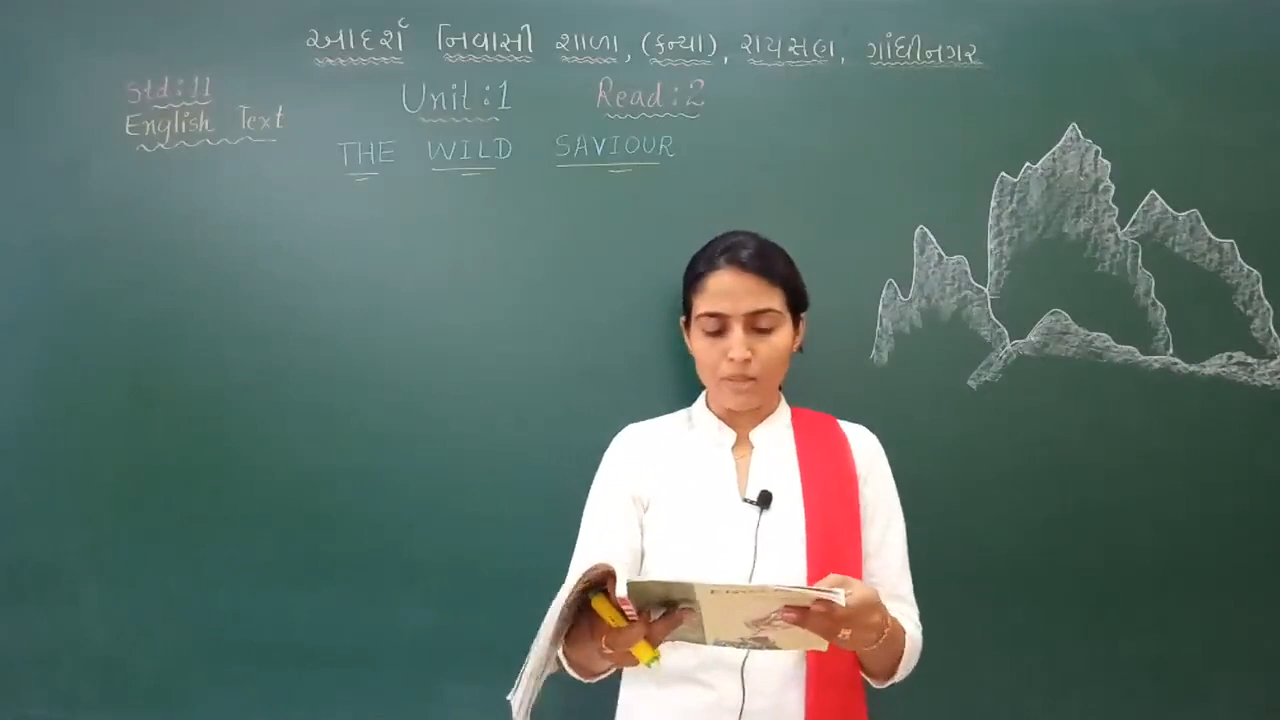 આદર્શ નિવાસી શાળા, (કન્યા), રાયસણ, ગાંધીનગર
Std:11
Unit:1
Read:2
English Text
THE WILD SAVIOUR